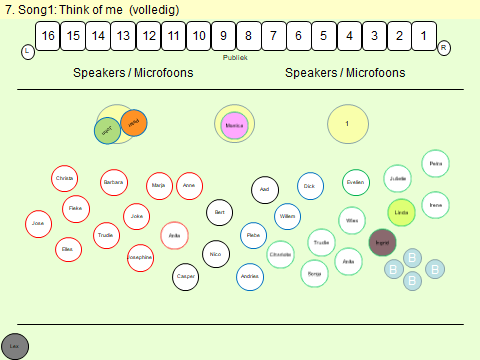 7. Song1: Think of me (volledig)
16 15 14 13 12 11 10 9 8 7 6 5 4 3 2 1
L
R
Publiek
Speakers / Microfoons
Speakers / Microfoons
John
Peter
Monica
1
Petra
Christa
Barbara
Marja
Anne
Aad
Dick
Evelien
Juliette
Fieke
Joke
Bert
Willem
Wies
Linda
Irene
Jose
Trudie
Anita
Piebe
Trudie
Ingrid
Elles
Josephine
Nico
Charlotte
Anita
B
B
B
B
Casper
Andries
Sonja
Leo